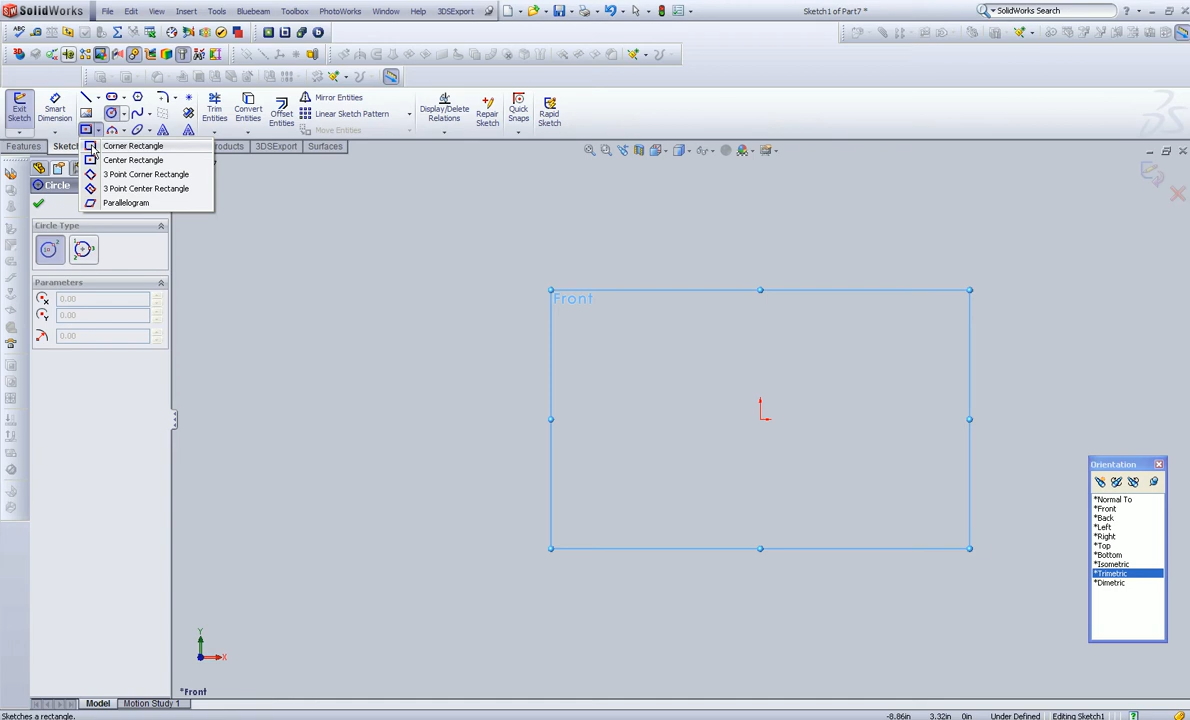 SolidWorks File Edit View Insert Tools Bluebeam Toolbox PhotoWorks Window Help 3DSExport Sketch1 of Part7 * SolidWorks Search
Exit Sketch
Smart Dimension
Trim Entities
Convert Entities
Offset Entities
Mirror Entities
Linear Sketch Pattern
Move Entities
Display/Delete Relations
Repair Sketch
Quick Snaps
Rapid Sketch
Features Sketc roducts 3DSExport Surfaces
Corner Rectangle
Center Rectangle
3 Point Corner Rectangle
3 Point Center Rectangle
Parallelogram
Circle
Circle Type
Parameters
0.00
0.00
0.00
Front
Orientation
*Normal To
*Front
*Back
*Left
*Right
*Top
*Bottom
*Isometric
*Trimetric
*Dimetric
Y
X
*Front
Model Motion Study 1
Sketches a rectangle. -8.86in 3.32in 0in Under Defined Editing Sketch1